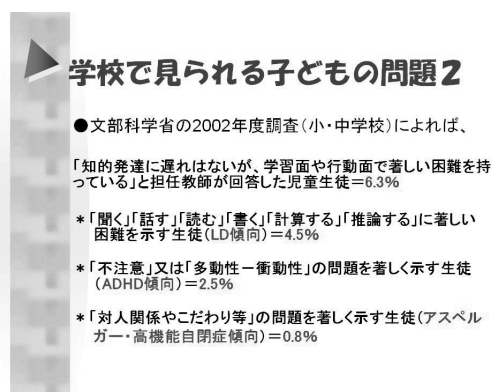 学校で見られる子どもの問題2
●文部科学省の2002年度調査(小・中学校)によれば、
「知的発達に遅れはないが、学習面や行動面で著しい困難を持
っている」と担任教師が回答した児童生徒=6.3%
*「聞く」「話す」「読む」「書く」「計算する」「推論する」に著しい
困難を示す生徒(LD傾向)=4.5%
*「不注意」又は「多動性-衝動性」の問題を著しく示す生徒
(ADHD傾向)=2.5%
*「対人関係やこだわり等」の問題を著しく示す生徒(アスペル
ガー・高機能自閉症傾向)=0.8%